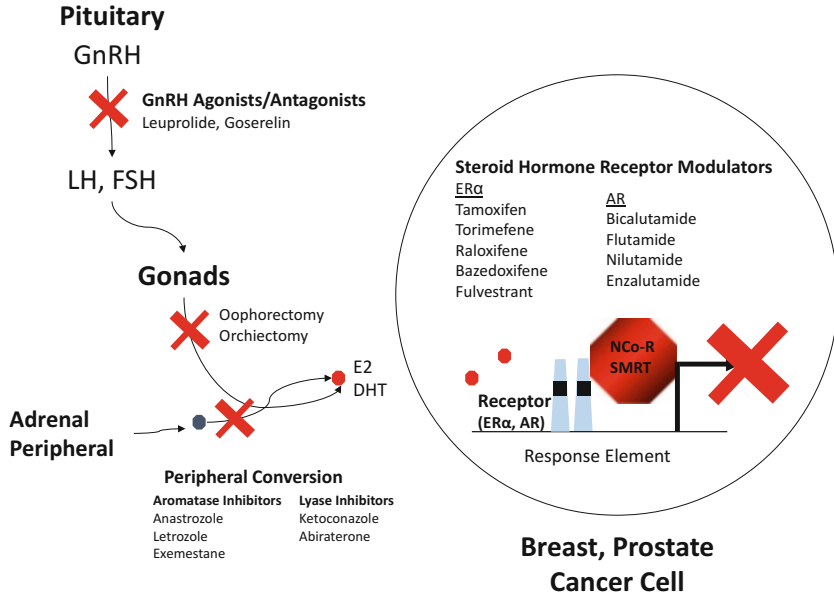 Pituitary
GnRH
GnRH Agonists/Antagonists
Leuprolide, Goserelin
LH, FSH
Gonads
Oophorectomy
Orchiectomy
E2
DHT
Adrenal
Peripheral
Peripheral Conversion
Aromatase Inhibitors
Anastrozole
Letrozole
Exemestane
Lyase Inhibitors
Ketoconazole
Abiraterone
Steroid Hormone Receptor Modulators
ERα
Tamoxifen
Torimefene
Raloxifene
Bazedoxifene
Fulvestrant
AR
Bicalutamide
Flutamide
Nilutamide
Enzalutamide
NCo-R
SMRT
Receptor
(ERα, AR)
Response Element
Breast, Prostate
Cancer Cell